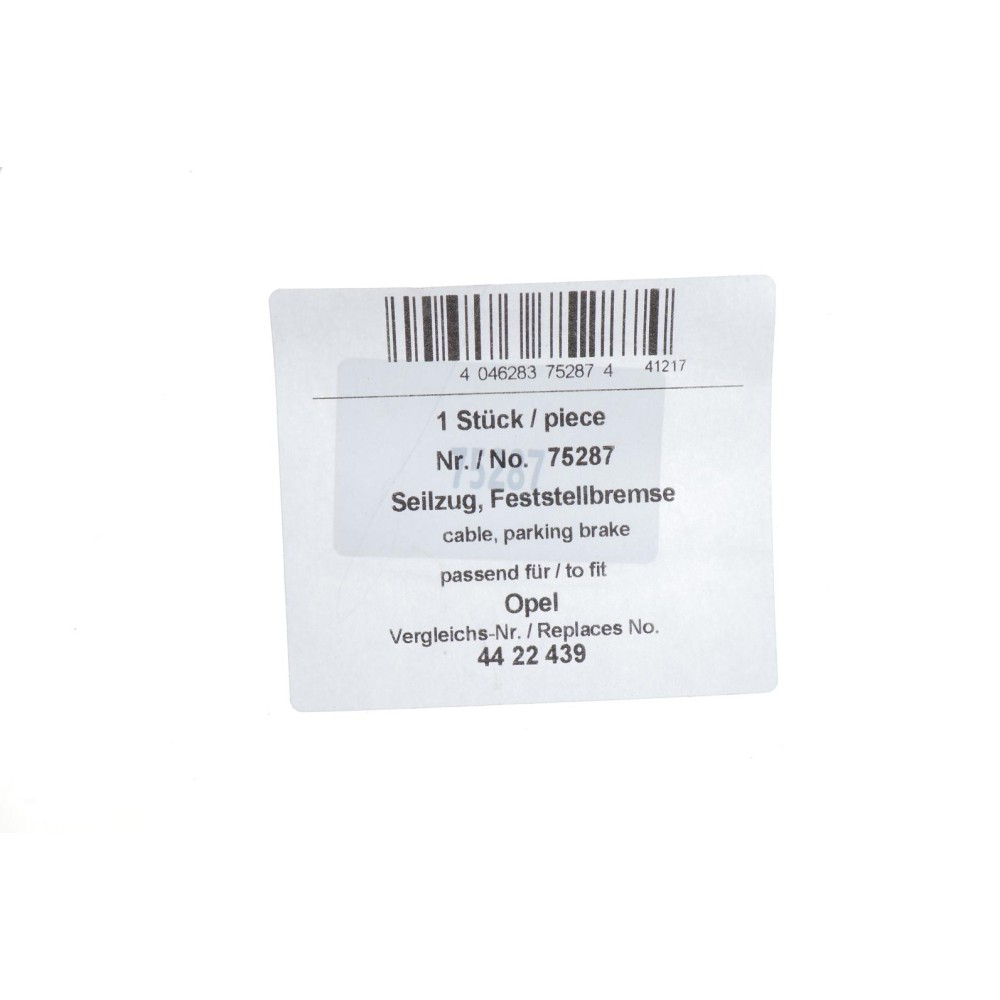 4 046283 75287 4 41217
1 Stück / piece
Nr. / No. 75287
75287
Seilzug, Feststellbremse
cable, parking brake
passend für / to fit
Opel
Vergleichs-Nr. / Replaces No.
44 22 439